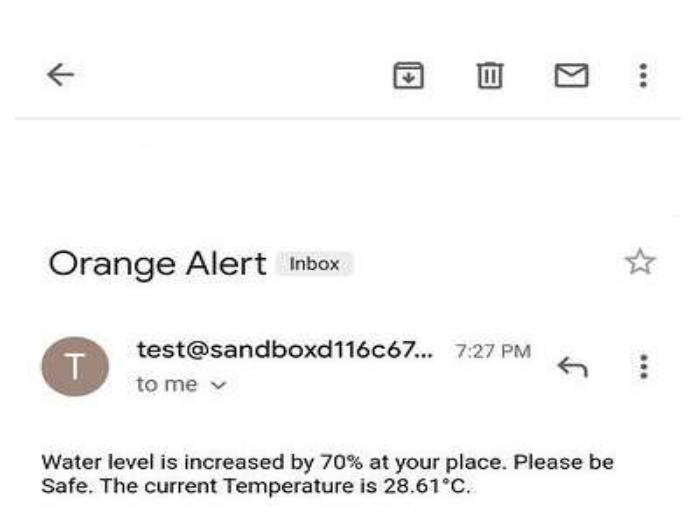 Orange Alert Inbox
T
test@sandboxd116c67... 7:27 PM
to me
Water level is increased by 70% at your place. Please be
Safe. The current Temperature is 28.61°C.